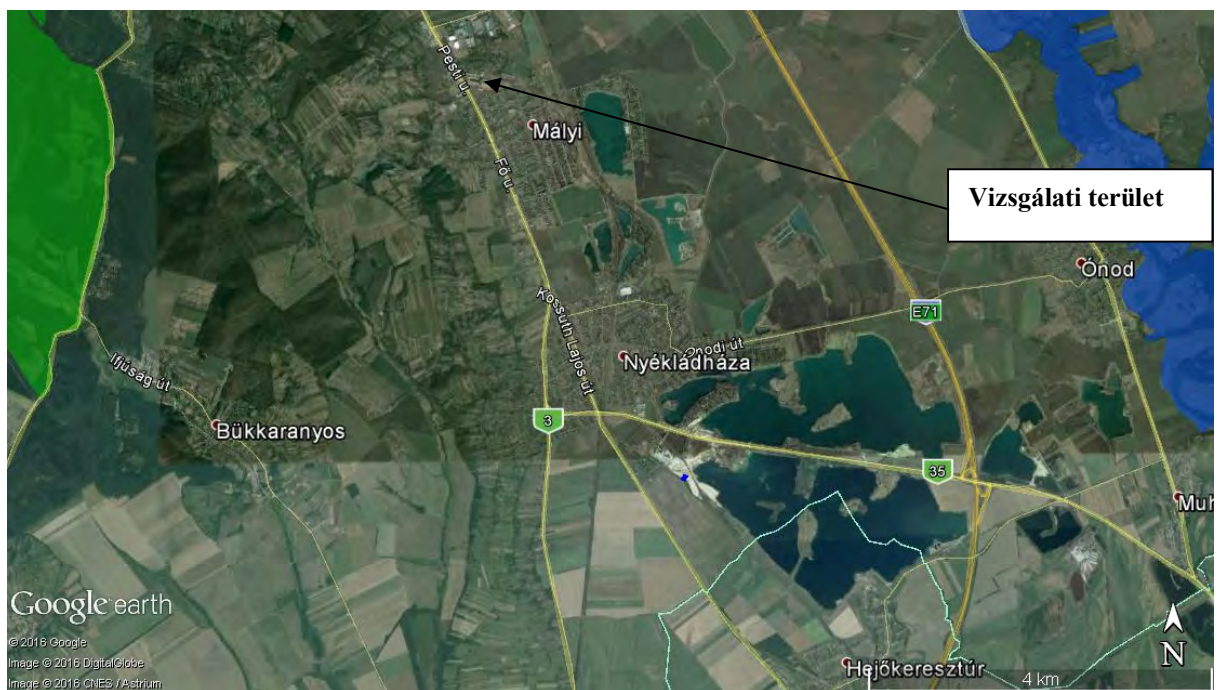 Pesti u.
Mályi
Fő u.
Vizsgálati terület
Ónod
E71
Kossuth Lajos út
Ónodi út
Nyékládháza
Ifjúság út
Bükkaranyos
3
35
Muh
Google earth
© 2016 Google
Image © 2016 DigitalGlobe
Image © 2016 CNES / Astrium
N
Hejőkeresztúr
4 km